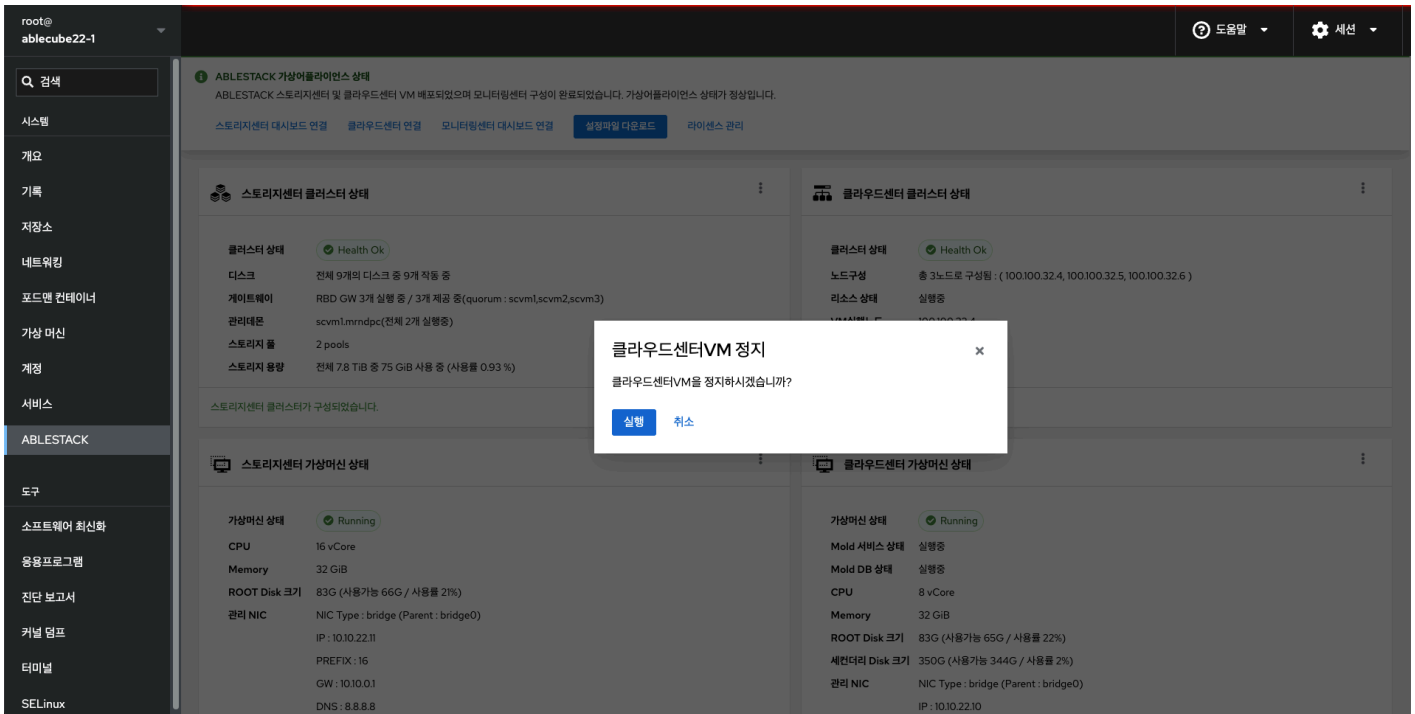 root@
ablecube22-1
도움말
세션
검색
시스템
개요
기록
저장소
네트워킹
포드맨 컨테이너
가상 머신
계정
서비스
ABLESTACK
도구
소프트웨어 최신화
응용프로그램
진단 보고서
커널 덤프
터미널
SELinux
ABLESTACK 가상어플라이언스 상태
ABLESTACK 스토리지센터 및 클라우드센터 VM 배포되었으며 모니터링센터 구성이 완료되었습니다. 가상어플라이언스 상태가 정상입니다.
스토리지센터 대시보드 연결 클라우드센터 연결 모니터링센터 대시보드 연결 설정파일 다운로드 라이센스 관리
스토리지센터 클러스터 상태
클러스터 상태 Health Ok
디스크 전체 9개의 디스크 중 9개 작동 중
게이트웨이 RBD GW 3개 실행 중 / 3개 제공 중(quorum : scvm1,scvm2,scvm3)
관리데몬 scvm1.mrndpc(전체 2개 실행중)
스토리지 풀 2 pools
스토리지 용량 전체 7.8 TiB 중 75 GiB 사용 중 (사용률 0.93 %)
스토리지센터 클러스터가 구성되었습니다.
클라우드센터 클러스터 상태
클러스터 상태 Health Ok
노드구성 총 3노드로 구성됨 : ( 100.100.32.4, 100.100.32.5, 100.100.32.6 )
리소스 상태 실행중
클라우드센터VM 정지
클라우드센터VM을 정지하시겠습니까?
실행 취소
스토리지센터 가상머신 상태
가상머신 상태 Running
CPU 16 vCore
Memory 32 GiB
ROOT Disk 크기 83G (사용가능 66G / 사용률 21%)
관리 NIC NIC Type : bridge (Parent : bridge0)
IP : 10.10.22.11
PREFIX : 16
GW : 10.10.0.1
DNS : 8.8.8.8
클라우드센터 가상머신 상태
가상머신 상태 Running
Mold 서비스 상태 실행중
Mold DB 상태 실행중
CPU 8 vCore
Memory 32 GiB
ROOT Disk 크기 83G (사용가능 65G / 사용률 22%)
세컨더리 Disk 크기 350G (사용가능 344G / 사용률 2%)
관리 NIC NIC Type : bridge (Parent : bridge0)
IP : 10.10.22.10